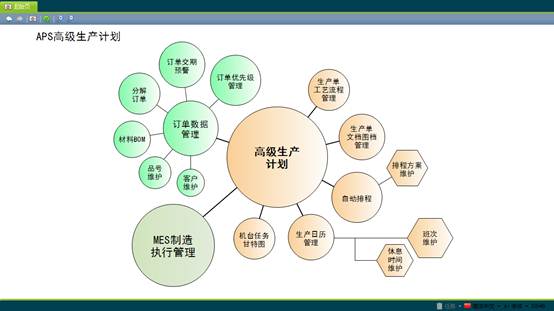 APS高级生产计划
订单交期
预警
订单优先级
管理
分解
订单
订单数据
管理
材料BOM
品号
维护
客户
维护
高级生产
计划
生产单
工艺流程
管理
生产单
文档图档
管理
排程方案
维护
自动排程
MES制造
执行管理
机台任务
甘特图
生产日历
管理
班次
维护
休息
时间
维护